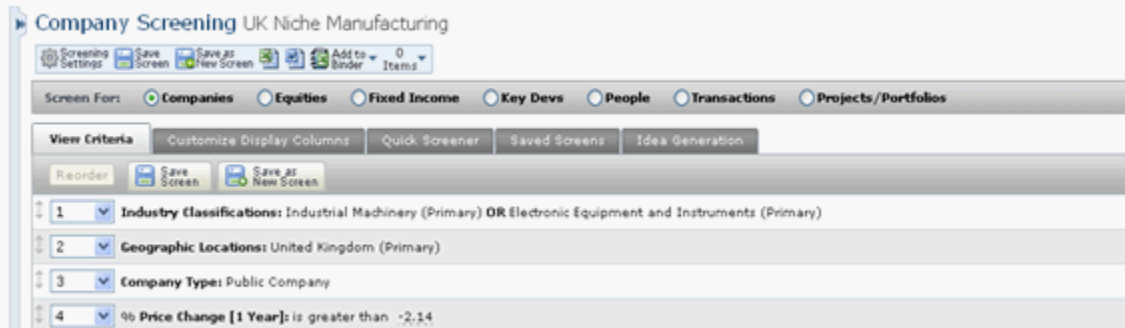 Company Screening UK Niche Manufacturing
Screening Settings Save Screen Save as New Screen Add to Binder 0 Items
Screen For: Companies Equities Fixed Income Key Devs People Transactions Projects/Portfolios
View Criteria Customize Display Columns Quick Screener Saved Screens Idea Generation
Reorder Save Screen Save as New Screen
1 Industry Classifications: Industrial Machinery (Primary) OR Electronic Equipment and Instruments (Primary)
2 Geographic Locations: United Kingdom (Primary)
3 Company Type: Public Company
4 % Price Change [1 Year]: is greater than -2.14